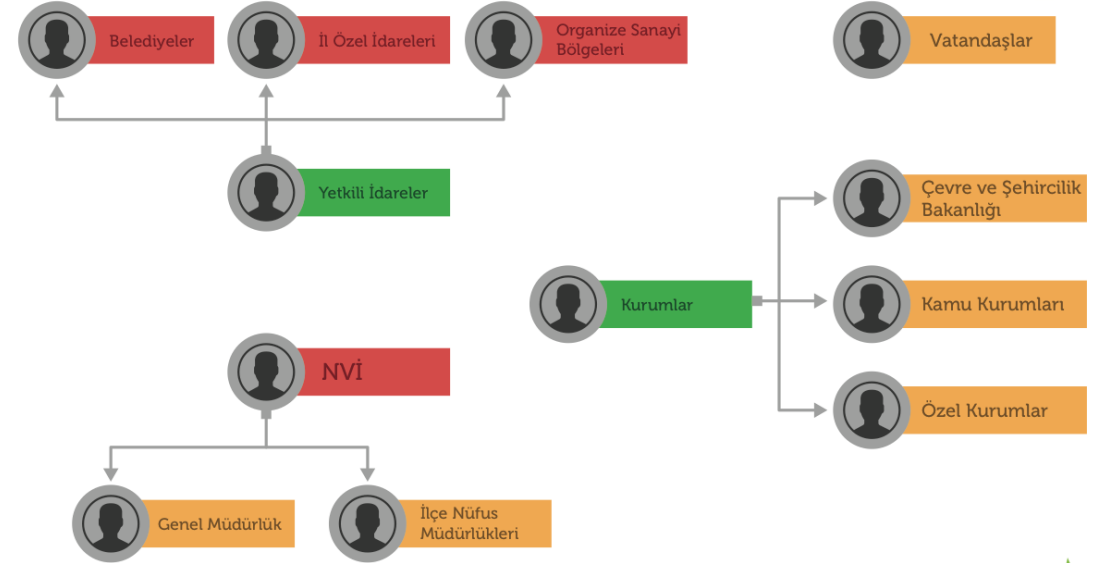 Belediyeler
İl Özel İdareleri
Organize Sanayi
Bölgeleri
Vatandaşlar
Yetkili İdareler
Çevre ve Şehircilik
Bakanlığı
Kurumlar
Kamu Kurumları
NVİ
Özel Kurumlar
Genel Müdürlük
İlçe Nüfus
Müdürlükleri